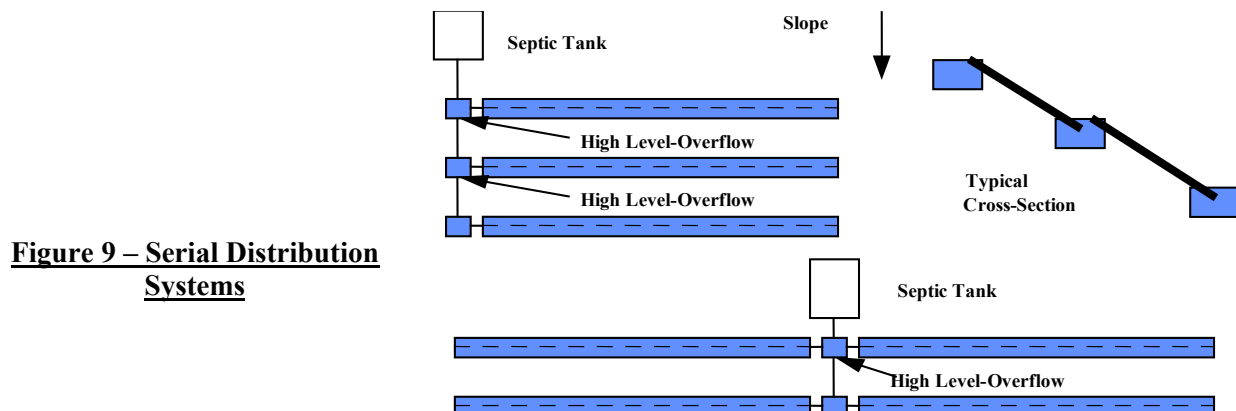 Septic Tank
Slope
High Level-Overflow
High Level-Overflow
Typical
Cross-Section
Figure 9 – Serial Distribution
Systems
Septic Tank
High Level-Overflow